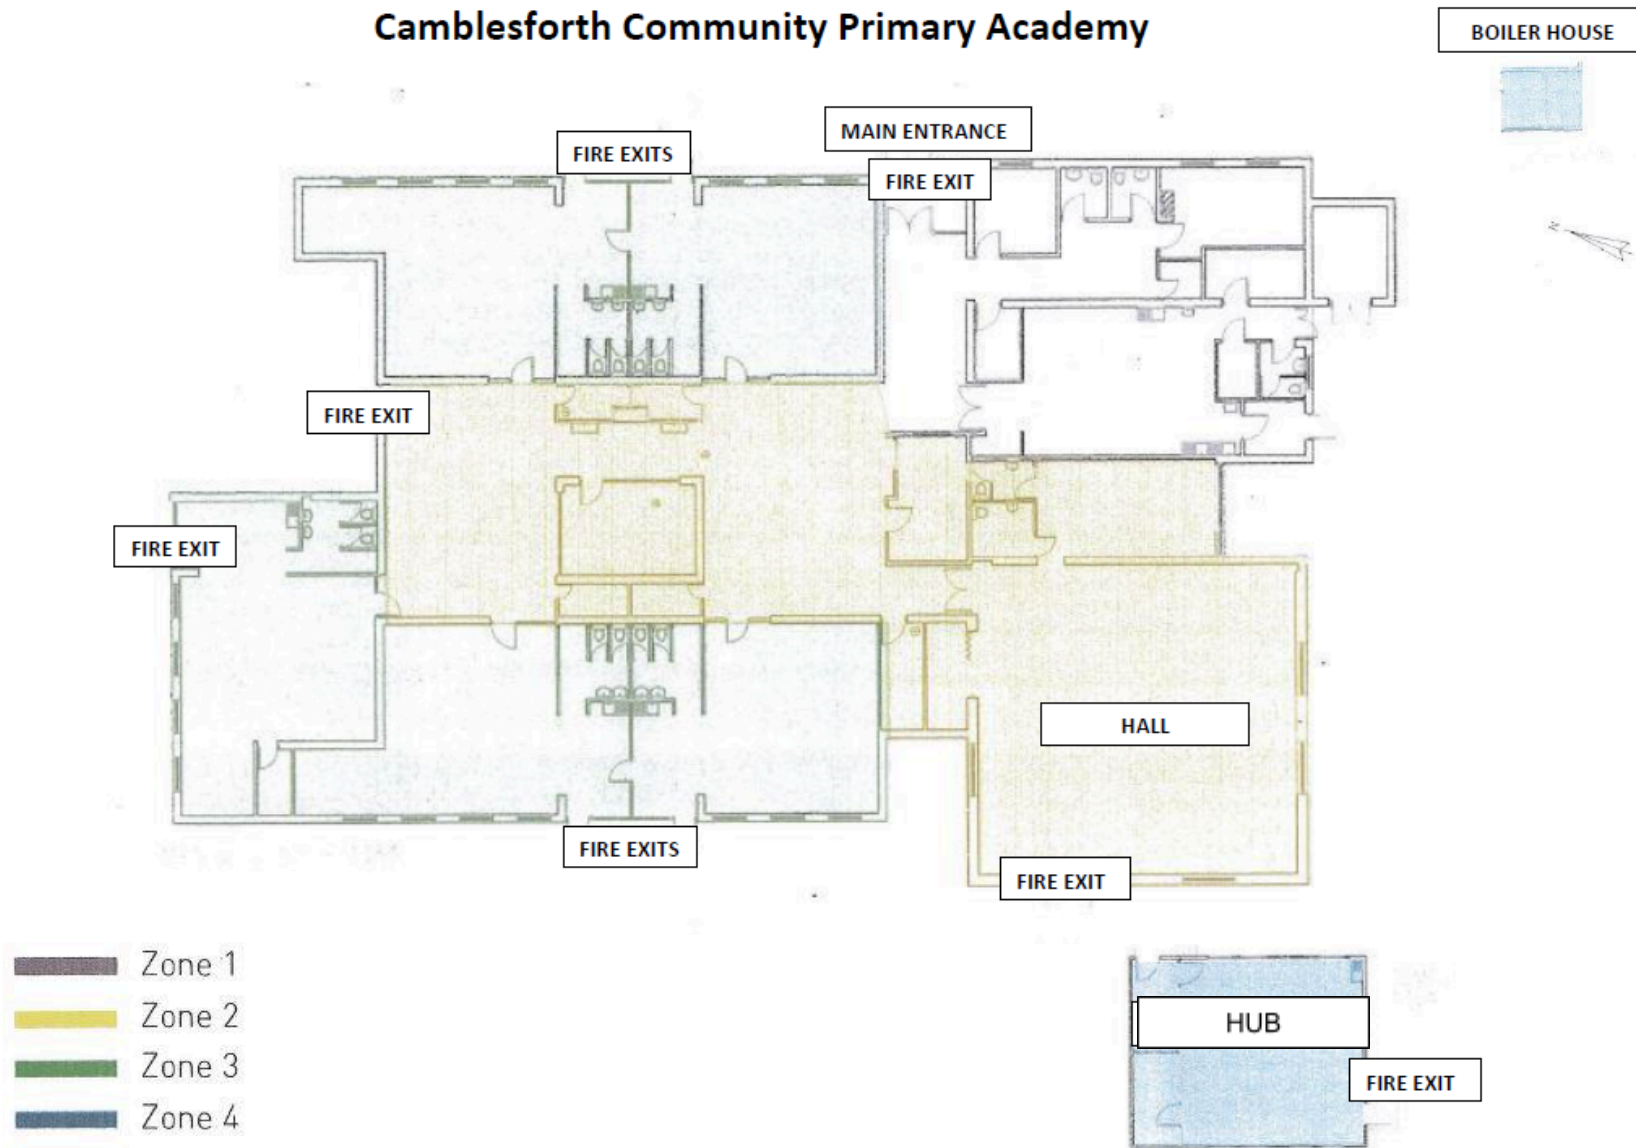 Camblesforth Community Primary Academy
BOILER HOUSE
MAIN ENTRANCE
FIRE EXITS
FIRE EXIT
N
FIRE EXIT
FIRE EXIT
HALL
FIRE EXITS
FIRE EXIT
Zone 1
Zone 2
Zone 3
Zone 4
HUB
FIRE EXIT